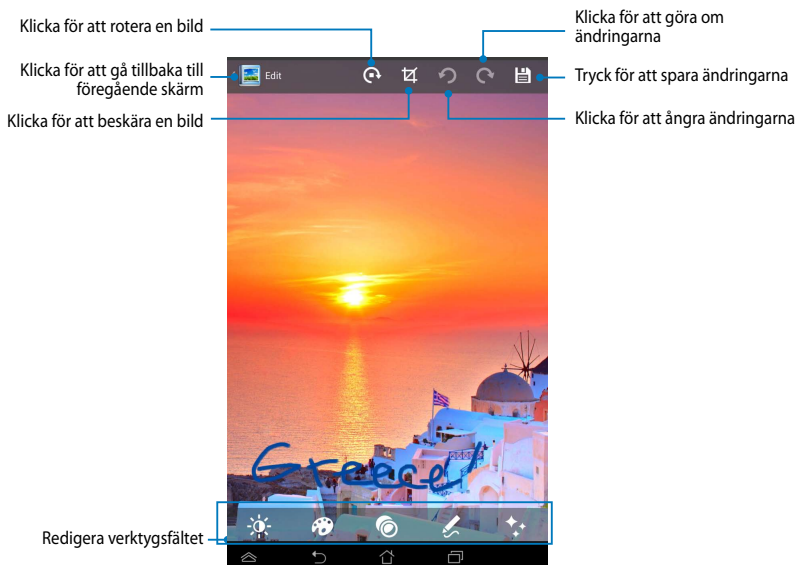 Klicka för att rotera en bild
Klicka för att göra om
ändringarna
Klicka för att gå tillbaka till
föregående skärm
Edit
Tryck för att spara ändringarna
Klicka för att beskära en bild
Klicka för att ångra ändringarna
Greece!
Redigera verktygsfältet